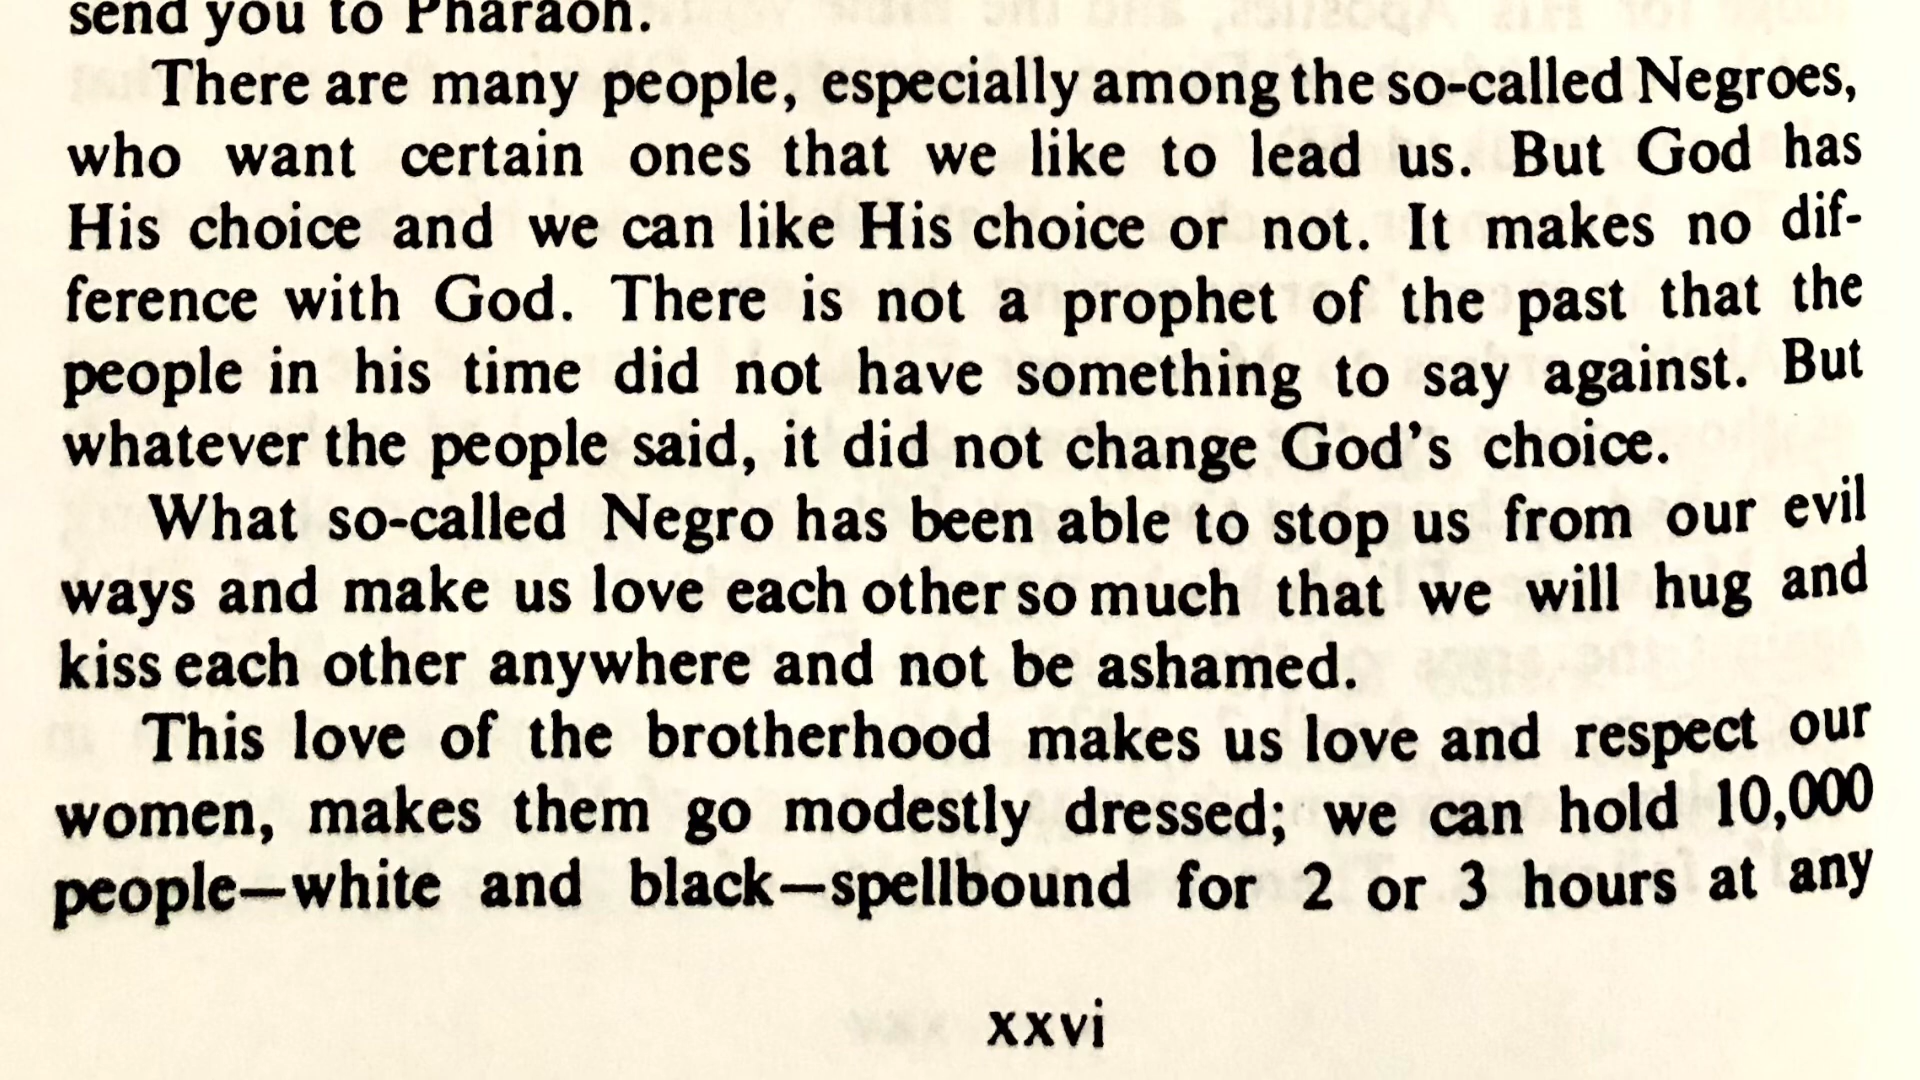 send you to Pharaoh.
There are many people, especially among the so-called Negroes,
who want certain ones that we like to lead us. But God has
His choice and we can like His choice or not. It makes no dif-
ference with God. There is not a prophet of the past that the
people in his time did not have something to say against. But
whatever the people said, it did not change God's choice.
What so-called Negro has been able to stop us from our evil
ways and make us love each other so much that we will hug and
kiss each other anywhere and not be ashamed.
This love of the brotherhood makes us love and respect our
women, makes them go modestly dressed; we can hold 10,000
people—white and black—spellbound for 2 or 3 hours at any
xxvi